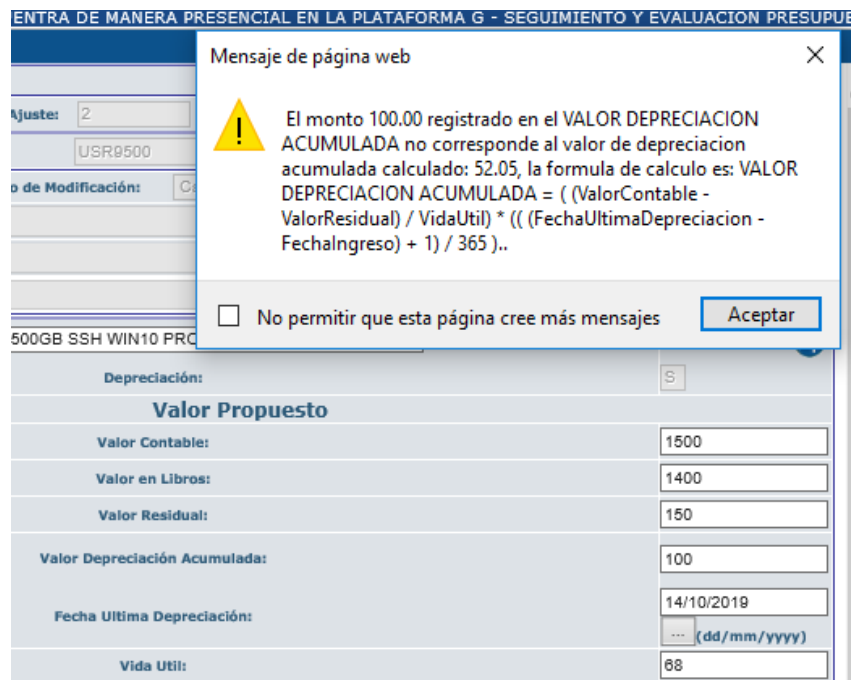 ENTRA DE MANERA PRESENCIAL EN LA PLATAFORMA G - SEGUIMIENTO Y EVALUACION PRESUPUE
Mensaje de página web
El monto 100.00 registrado en el VALOR DEPRECIACION
ACUMULADA no corresponde al valor de depreciacion
acumulada calculado: 52.05, la formula de calculo es: VALOR
DEPRECIACION ACUMULADA = ( (ValorContable -
ValorResidual) / VidaUtil) * (( (FechaUltimaDepreciacion -
FechaIngreso) + 1) / 365 )..
No permitir que esta página cree más mensajes
Aceptar
Ajuste: 2
USR9500
o de Modificación: Ca
500GB SSH WIN10 PRO
Depreciación: S
Valor Propuesto
Valor Contable: 1500
Valor en Libros: 1400
Valor Residual: 150
Valor Depreciación Acumulada: 100
Fecha Ultima Depreciación: 14/10/2019
... (dd/mm/yyyy)
Vida Util: 68